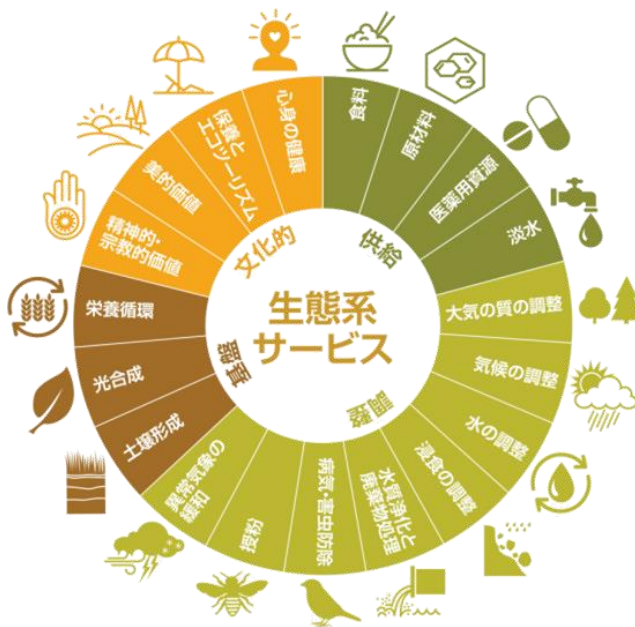 生態系
サービス
供給
食料
原材料
医薬用資源
淡水
調整
大気の質の調整
気候の調整
水の調整
浸食の調整
水質浄化と
廃棄物処理
病気・害虫防除
授粉
異常気象の
緩和
土壌形成
光合成
栄養循環
文化的
精神的・
宗教的価値
美的価値
保養と
エコツーリズム
心身の健康